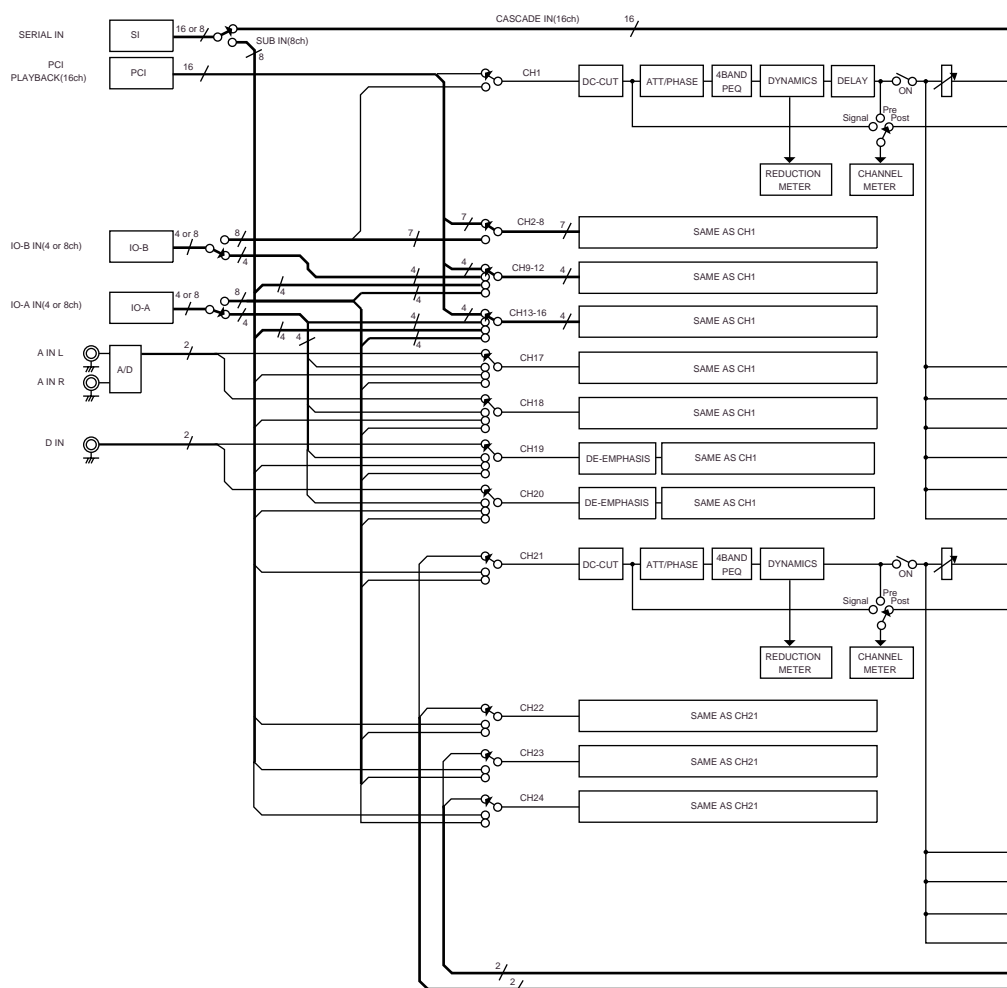 CASCADE IN(16ch)
16
SERIAL IN
SI
16 or 8
SUB IN(8ch)
8
PCI
PLAYBACK(16ch)
PCI
16
CH1
DC-CUT
ATT/PHASE
4BAND
PEQ
DYNAMICS
DELAY
ON
Pre
Signal
Post
REDUCTION
METER
CHANNEL
METER
IO-B IN(4 or 8ch)
IO-B
4 or 8
8
4
7
7
CH2-8
7
SAME AS CH1
4
4
4
4
CH9-12
4
SAME AS CH1
IO-A IN(4 or 8ch)
IO-A
4 or 8
8
4
4
4
4
4
4
CH13-16
4
SAME AS CH1
A IN L
A IN R
A/D
2
CH17
SAME AS CH1
CH18
SAME AS CH1
D IN
2
CH19
DE-EMPHASIS
SAME AS CH1
CH20
DE-EMPHASIS
SAME AS CH1
CH21
DC-CUT
ATT/PHASE
4BAND
PEQ
DYNAMICS
ON
Pre
Signal
Post
REDUCTION
METER
CHANNEL
METER
CH22
SAME AS CH21
CH23
SAME AS CH21
CH24
SAME AS CH21
2
2